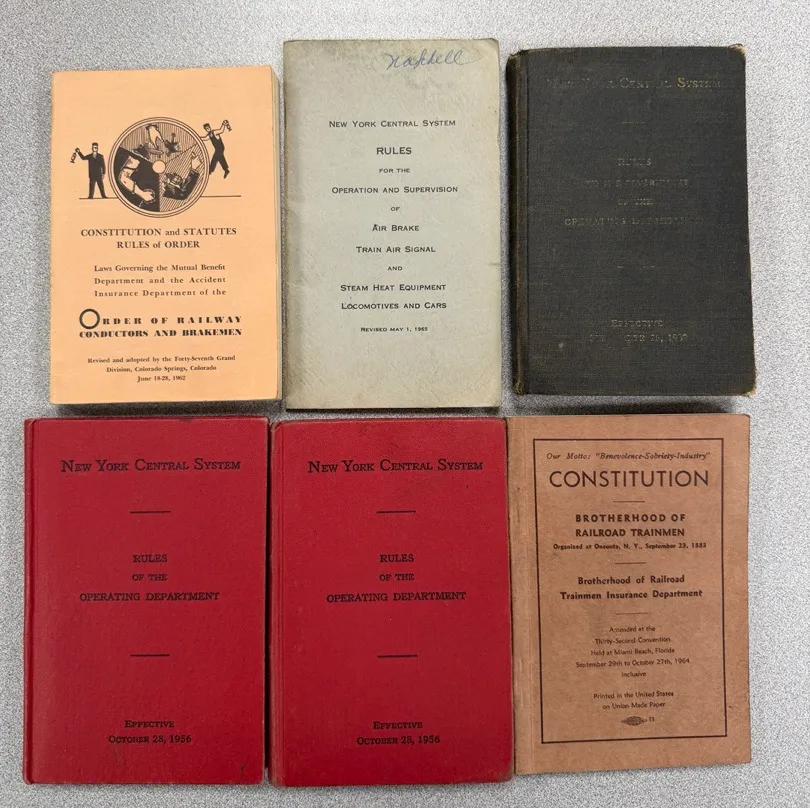 CONSTITUTION and STATUTES
RULES of ORDER
Laws Governing the Mutual Benefit
Department and the Accident
Insurance Department of the
ORDER OF RAILWAY
CONDUCTORS AND BRAKEMEN
Revised and adopted by the Forty-Seventh Grand
Division, Colorado Springs, Colorado
June 18-28, 1962
NEW YORK CENTRAL SYSTEM
RULES
FOR THE
OPERATION AND SUPERVISION
OF
AIR BRAKE
TRAIN AIR SIGNAL
AND
STEAM HEAT EQUIPMENT
LOCOMOTIVES AND CARS
REVISED MAY 1, 1965
NEW YORK CENTRAL SYSTEM
RULES
OF THE
EFFECTIVE
NEW YORK CENTRAL SYSTEM
RULES
OF THE
OPERATING DEPARTMENT
EFFECTIVE
OCTOBER 28, 1956
NEW YORK CENTRAL SYSTEM
RULES
OF THE
OPERATING DEPARTMENT
EFFECTIVE
OCTOBER 28, 1956
Our Motto: "Benevolence-Sobriety-Industry"
CONSTITUTION
BROTHERHOOD OF
RAILROAD TRAINMEN
Organized at Oneonta, N. Y., September 23, 1883
Brotherhood of Railroad
Trainmen Insurance Department
Amended at the
Thirty-Second Convention
Held at Miami Beach, Florida
September 29th to October 27th, 1964
Inclusive
Printed in the United States
on Union Made Paper